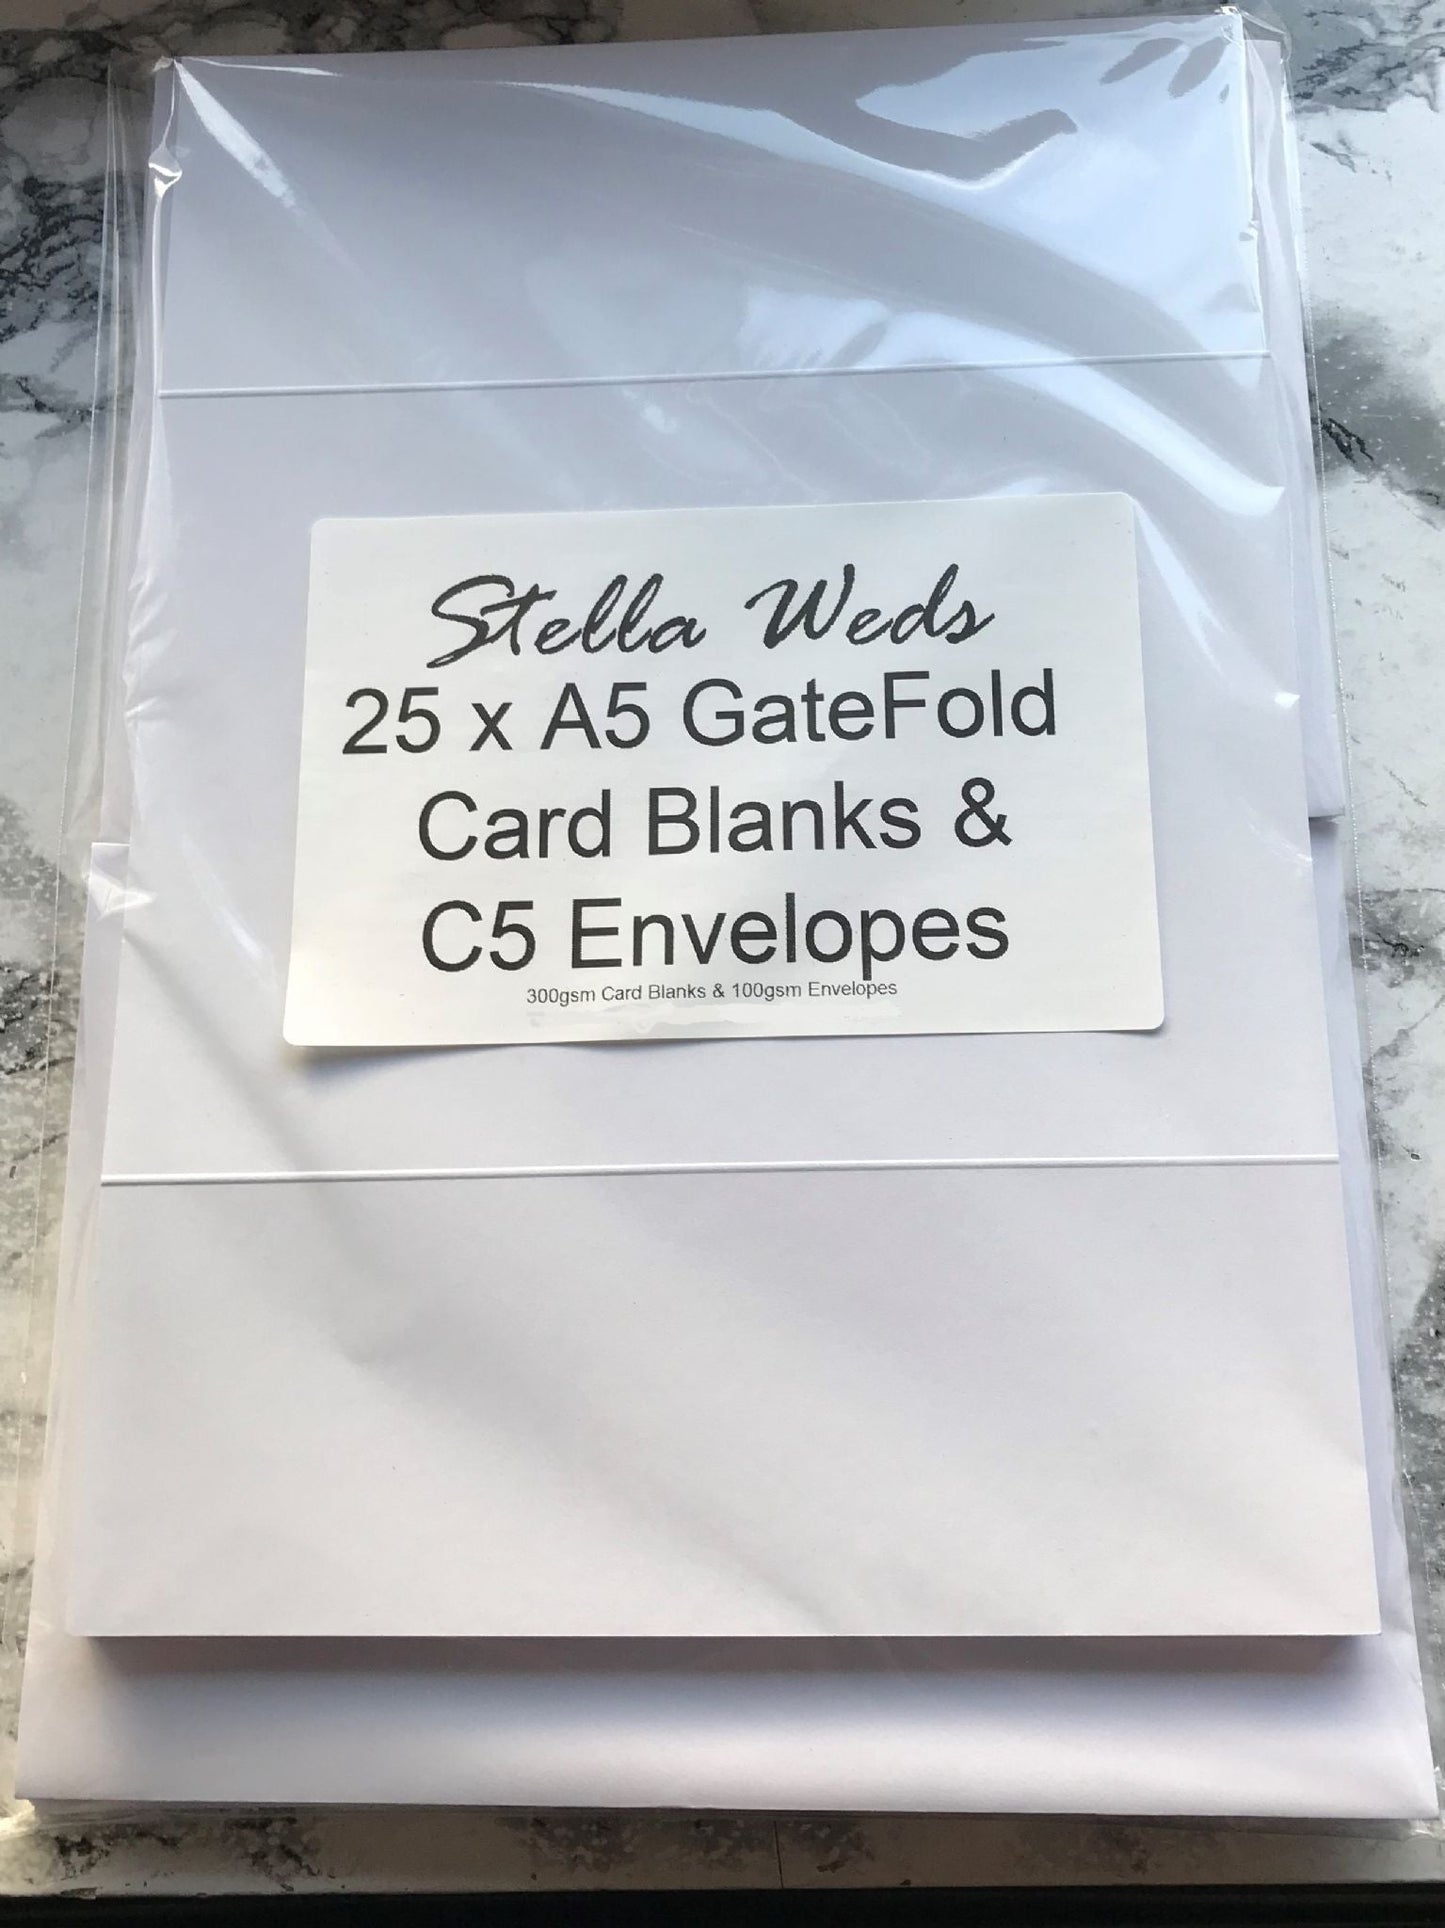 Stella Weds
25 x A5 GateFold
Card Blanks &
C5 Envelopes
300gsm Card Blanks & 100gsm Envelopes